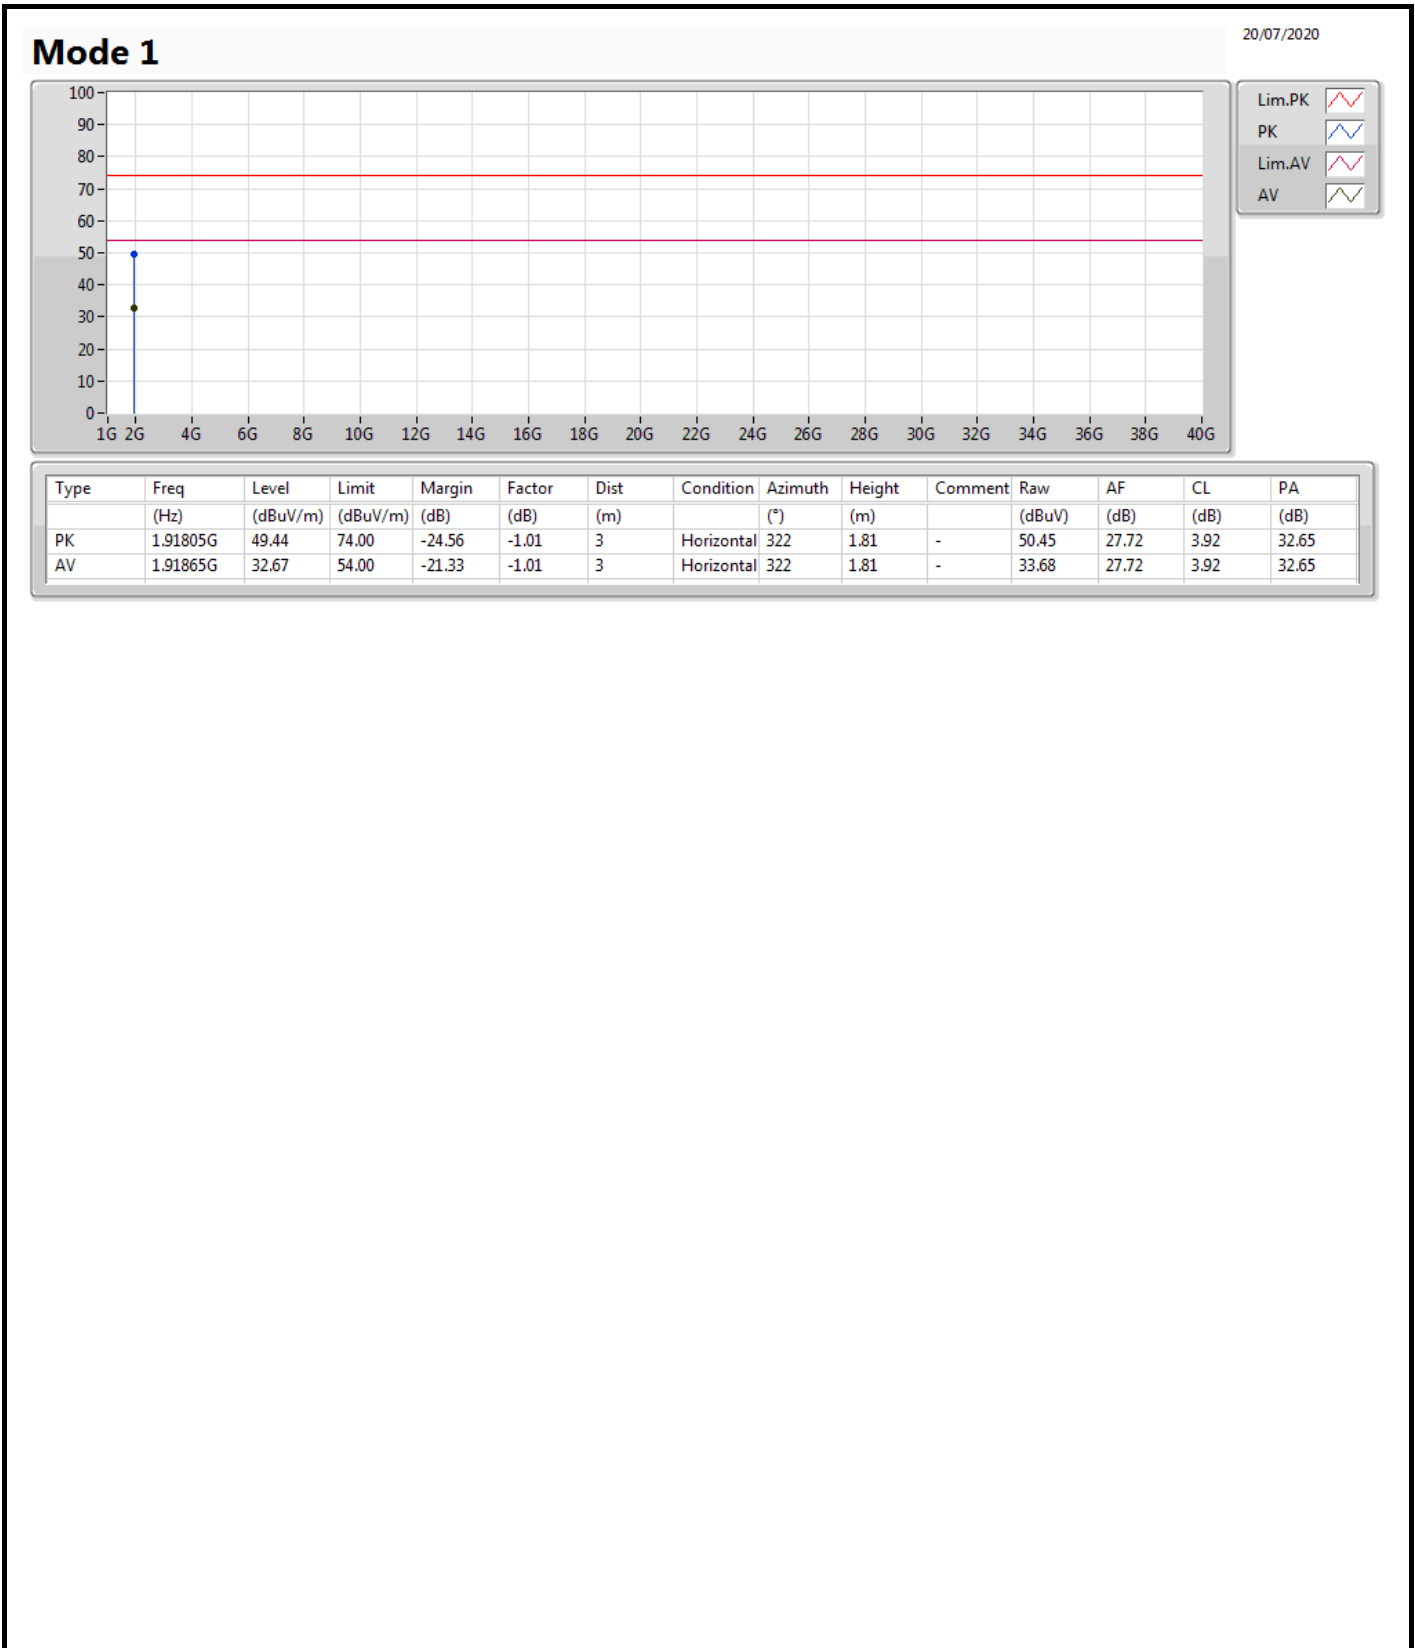 20/07/2020
Mode 1
100
90
80
70
60
50
40
30
20
10
0
1G 2G 4G 6G 8G 10G 12G 14G 16G 18G 20G 22G 24G 26G 28G 30G 32G 34G 36G 38G 40G
Lim.PK
PK
Lim.AV
AV
Type Freq Level Limit Margin Factor Dist Condition Azimuth Height Comment Raw AF CL PA
(Hz) (dBuV/m) (dBuV/m) (dB) (dB) (m) (°) (m) (dBuV) (dB) (dB) (dB)
PK 1.91805G 49.44 74.00 -24.56 -1.01 3 Horizontal 322 1.81 - 50.45 27.72 3.92 32.65
AV 1.91865G 32.67 54.00 -21.33 -1.01 3 Horizontal 322 1.81 - 33.68 27.72 3.92 32.65